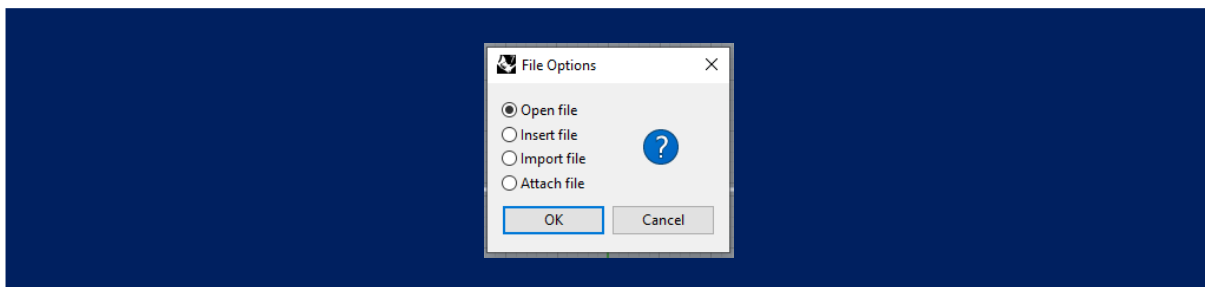 File Options
Open file
Insert file
Import file
Attach file
?
OK Cancel